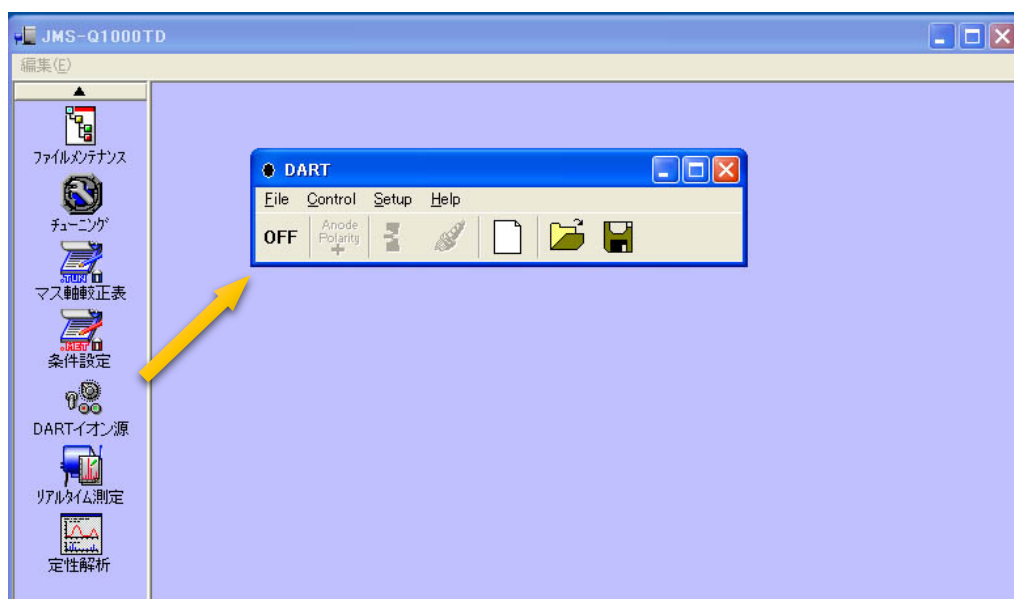 JMS-Q1000TD
編集(E)
ファイルメンテナンス
チューニング
.TUN
マス軸較正表
.MET
条件設定
DARTイオン源
リアルタイム測定
定性解析
DART
File Control Setup Help
OFF
Anode
Polarity
+